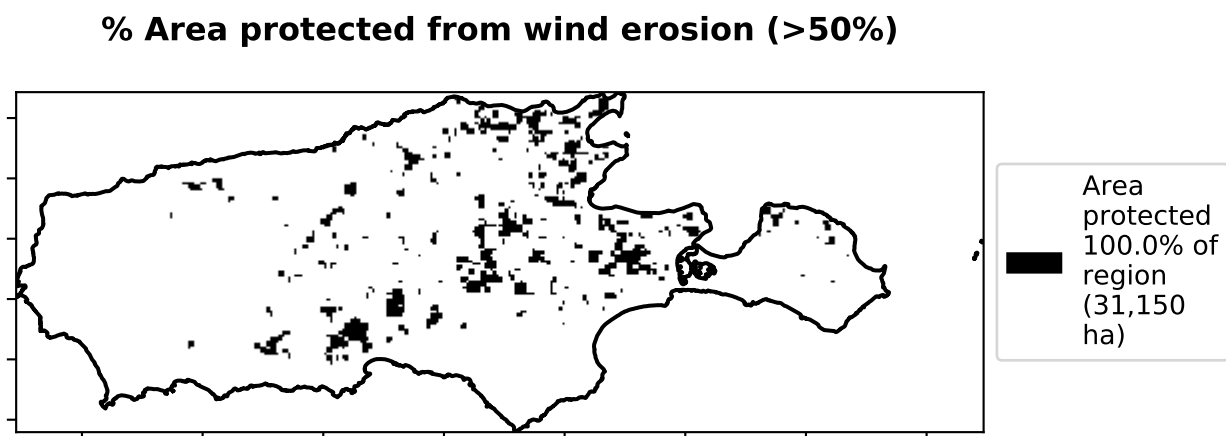 % Area protected from wind erosion (>50%)
Area
protected
100.0% of
region
(31,150
ha)